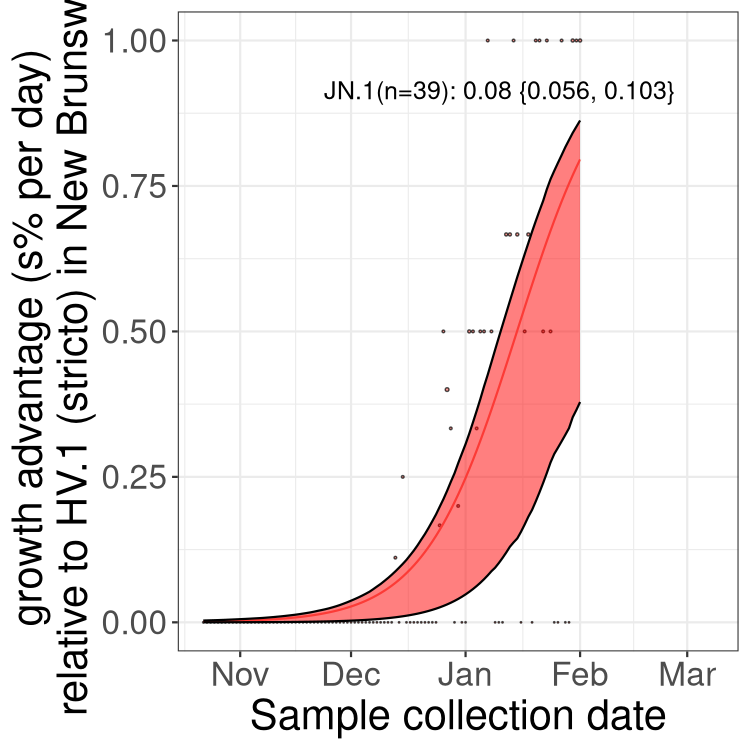 growth advantage (s% per day)
relative to HV.1 (stricto) in New Brunsw
1.00
0.75
0.50
0.25
0.00
JN.1(n=39): 0.08 {0.056, 0.103}
Nov Dec Jan Feb Mar
Sample collection date